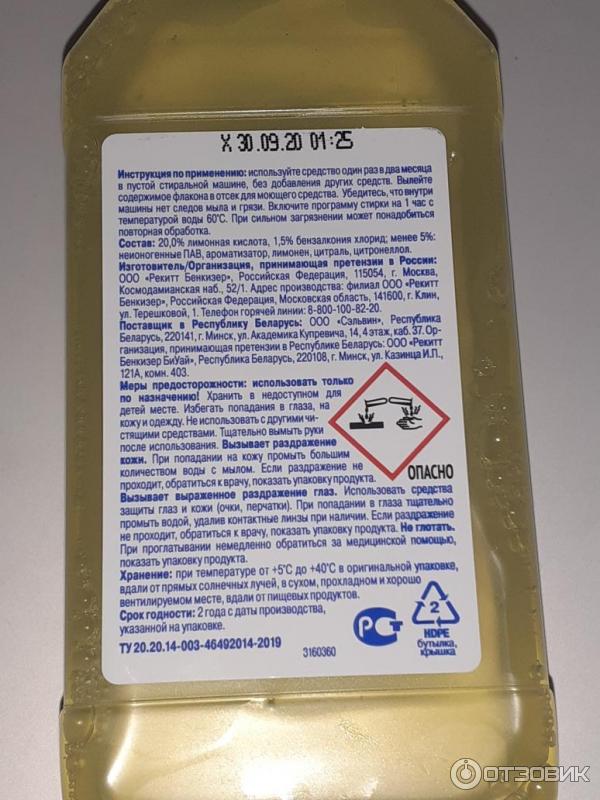 X 30.09.20 01:25
Инструкция по применению: используйте средство один раз в два месяца
в пустой стиральной машине, без добавления других средств. Вылейте
содержимое флакона в отсек для моющего средства. Убедитесь, что внутри
машины нет следов мыла и грязи. Включите программу стирки на 1 час с
температурой воды 60°С. При сильном загрязнении может понадобиться
повторная обработка.
Состав: 20,0% лимонная кислота, 1,5% бензалкония хлорид; менее 5%:
неионогенные ПАВ, ароматизатор, лимонен, цитраль, цитронеллол.
Изготовитель/Организация, принимающая претензии в России:
ООО «Рекитт Бенкизер», Российская Федерация, 115054, г. Москва,
Космодамианская наб., 52/1. Адрес производства: филиал ООО «Рекитт
Бенкизер», Российская Федерация, Московская область, 141600, г. Клин,
ул. Терешковой, 1. Телефон горячей линии: 8-800-100-82-20.
Поставщик в Республику Беларусь: ООО «Сэльвин», Республика
Беларусь, 220141, г. Минск, ул. Академика Купревича, 14, 4 этаж, каб. 37. Ор-
ганизация, принимающая претензии в Республике Беларусь: ООО «Рекитт
Бенкизер БиУай», Республика Беларусь, 220108, г. Минск, ул. Казинца И.П.,
121А, комн. 403.
Меры предосторожности: использовать только
по назначению! Хранить в недоступном для
детей месте. Избегать попадания в глаза, на
кожу и одежду. Не использовать с другими чи-
стящими средствами. Тщательно вымыть руки
после использования. Вызывает раздражение
кожи. При попадании на кожу промыть большим
количеством воды с мылом. Если раздражение не
проходит, обратиться к врачу, показать упаковку продукта.
ОПАСНО
Вызывает выраженное раздражение глаз. Использовать средства
защиты глаз и кожи (очки, перчатки). При попадании в глаза тщательно
промыть водой, удалив контактные линзы при наличии. Если раздражение
не проходит, обратиться к врачу, показать упаковку продукта. Не глотать.
При проглатывании немедленно обратиться за медицинской помощью,
показать упаковку продукта.
Хранение: при температуре от +5°С до +40°С в оригинальной упаковке,
вдали от прямых солнечных лучей, в сухом, прохладном и хорошо
вентилируемом месте, вдали от пищевых продуктов.
Срок годности: 2 года с даты производства,
указанной на упаковке.
ТУ 20.20.14-003-46492014-2019
3160360
РСТ
2
HDPE
бутылка,
крышка
ОТЗОВИК